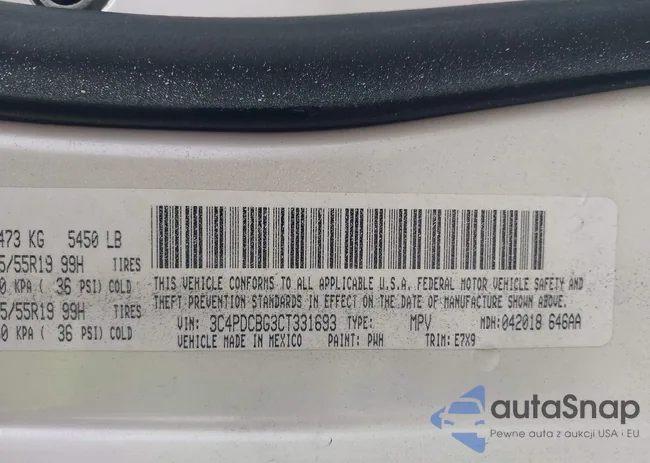 473 KG 5450 LB
5/55R19 99H TIRES
0 KPA ( 36 PSI) COLD
5/55R19 99H TIRES
0 KPA ( 36 PSI) COLD
THIS VEHICLE CONFORMS TO ALL APPLICABLE U.S.A. FEDERAL MOTOR VEHICLE SAFETY AND
THEFT PREVENTION STANDARDS IN EFFECT ON THE DATE OF MANUFACTURE SHOWN ABOVE.
VIN: 3C4PDCBG3CT331693 TYPE: MPV MDH: 042018 646AA
VEHICLE MADE IN MEXICO PAINT: PWH TRIM: E7X9
autaSnap
Pewne auta z aukcji USA i EU